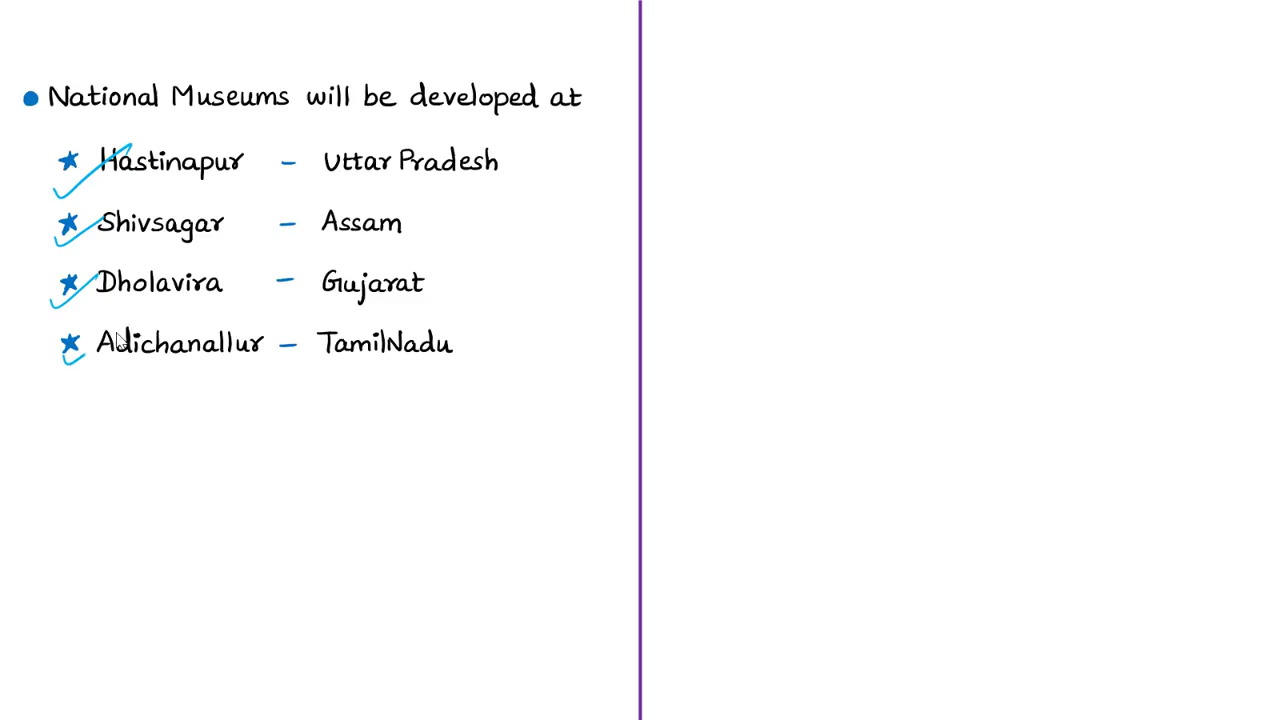 National Museums will be developed at
Hastinapur - Uttar Pradesh
Shivsagar - Assam
Dholavira - Gujarat
Adichanallur - TamilNadu